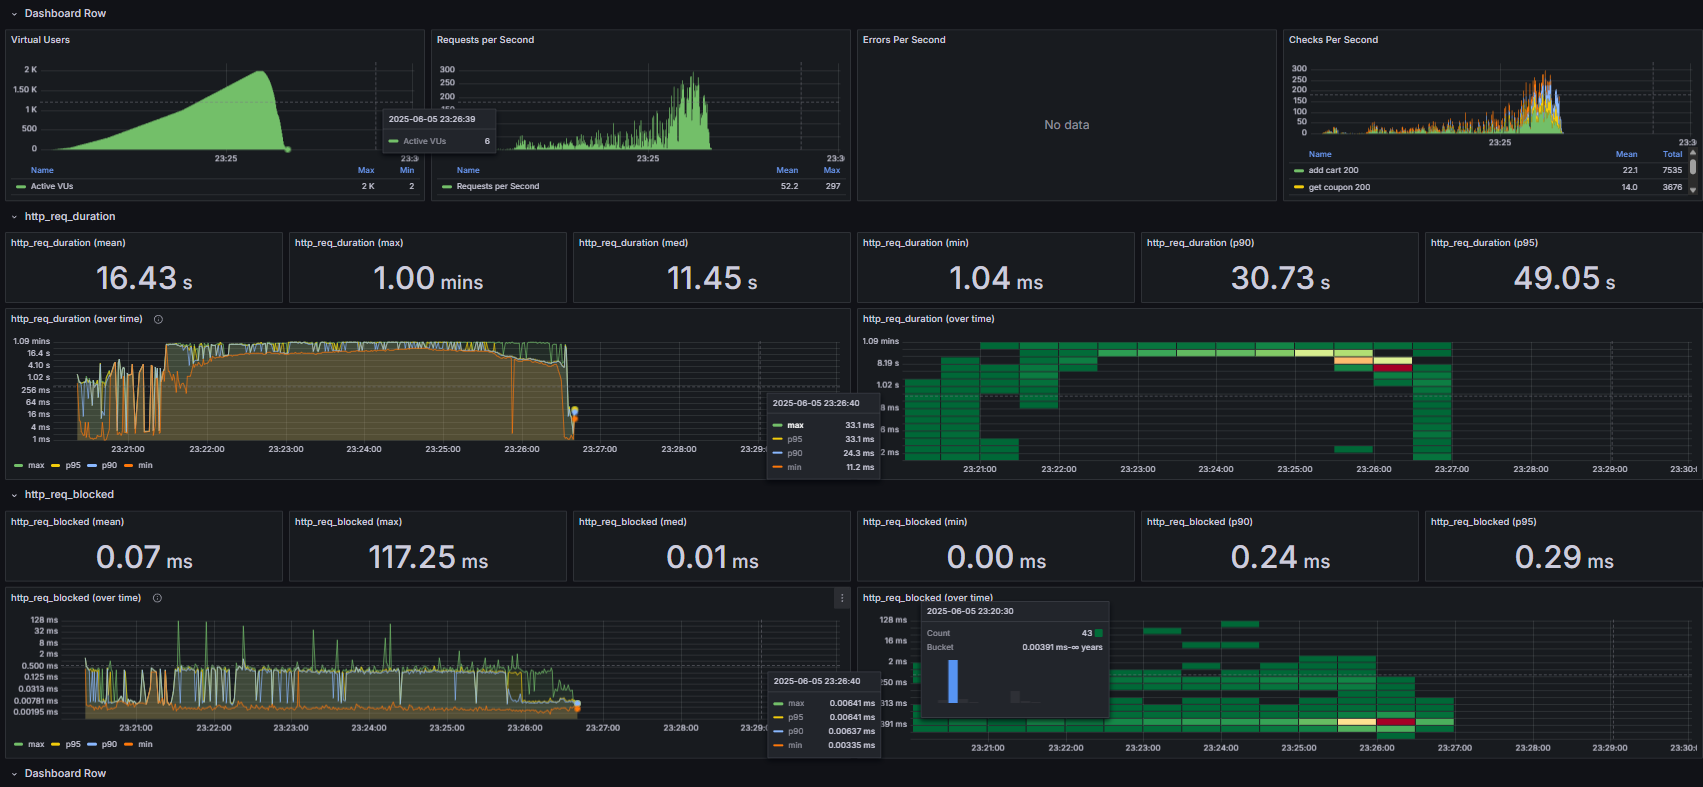 Dashboard Row
Virtual Users
2 K
1.50 K
1 K
500
0
23:25
23:3
Name Max Min
Active VUs 2 K 2
2025-06-05 23:26:39
Active VUs 6
Requests per Second
300
250
200
150
0
23:25
23:3
Name Mean Max
Requests per Second 52.2 297
Errors Per Second
No data
Checks Per Second
300
250
200
150
100
50
0
23:25
23:3
Name Mean Total
add cart 200 22.1 7535
get coupon 200 14.0 3676
http_req_duration
http_req_duration (mean)
16.43 s
http_req_duration (max)
1.00 mins
http_req_duration (med)
11.45 s
http_req_duration (min)
1.04 ms
http_req_duration (p90)
30.73 s
http_req_duration (p95)
49.05 s
http_req_duration (over time)
1.09 mins
16.4 s
4.10 s
1.02 s
256 ms
64 ms
16 ms
4 ms
1 ms
23:21:00 23:22:00 23:23:00 23:24:00 23:25:00 23:26:00 23:27:00 23:28:00 23:29:
max p95 p90 min
2025-06-05 23:26:40
max 33.1 ms
p95 33.1 ms
p90 24.3 ms
min 11.2 ms
http_req_duration (over time)
1.09 mins
8.19 s
1.02 s
8 ms
6 ms
2 ms
23:21:00 23:22:00 23:23:00 23:24:00 23:25:00 23:26:00 23:27:00 23:28:00 23:29:00 23:30:
http_req_blocked
http_req_blocked (mean)
0.07 ms
http_req_blocked (max)
117.25 ms
http_req_blocked (med)
0.01 ms
http_req_blocked (min)
0.00 ms
http_req_blocked (p90)
0.24 ms
http_req_blocked (p95)
0.29 ms
http_req_blocked (over time)
128 ms
32 ms
8 ms
2 ms
0.500 ms
0.125 ms
0.0313 ms
0.00781 ms
0.00195 ms
23:21:00 23:22:00 23:23:00 23:24:00 23:25:00 23:26:00 23:27:00 23:28:00 23:29:
max p95 p90 min
2025-06-05 23:26:40
max 0.00641 ms
p95 0.00641 ms
p90 0.00637 ms
min 0.00335 ms
http_req_blocked (over time)
2025-06-05 23:20:30
Count 43
Bucket 0.00391 ms-∞ years
128 ms
16 ms
2 ms
250 ms
313 ms
391 ms
23:21:00 23:22:00 23:23:00 23:24:00 23:25:00 23:26:00 23:27:00 23:28:00 23:29:00 23:30:
Dashboard Row